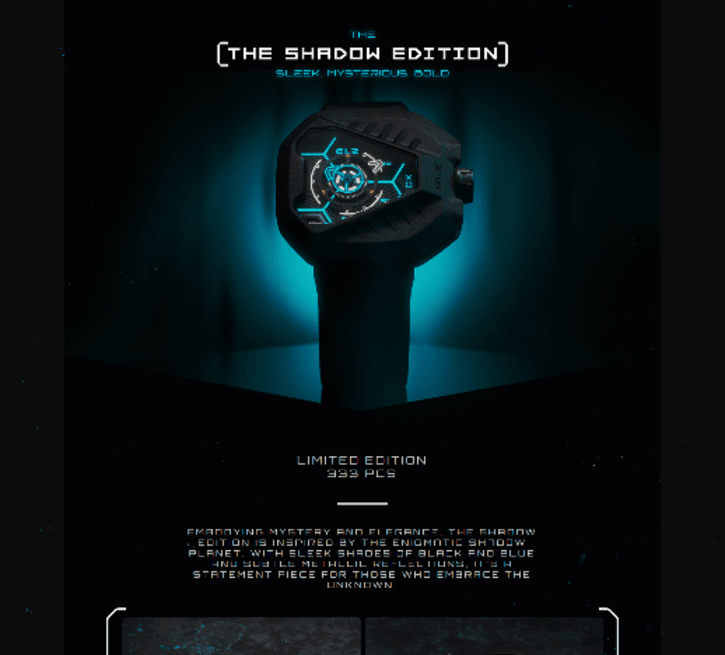 THE
[THE SHADOW EDITION]
SLEEK MYSTERIOUS BOLD
LIMITED EDITION
333 PCS
EMBODYING MYSTERY AND ELEGANCE, THE SHADOW
EDITION IS INSPIRED BY THE ENIGMATIC SHADOW
PLANET. WITH SLEEK SHADES OF BLACK AND BLUE
AND SUBTLE METALLIC REFLECTIONS, IT'S A
STATEMENT PIECE FOR THOSE WHO EMBRACE THE
UNKNOWN